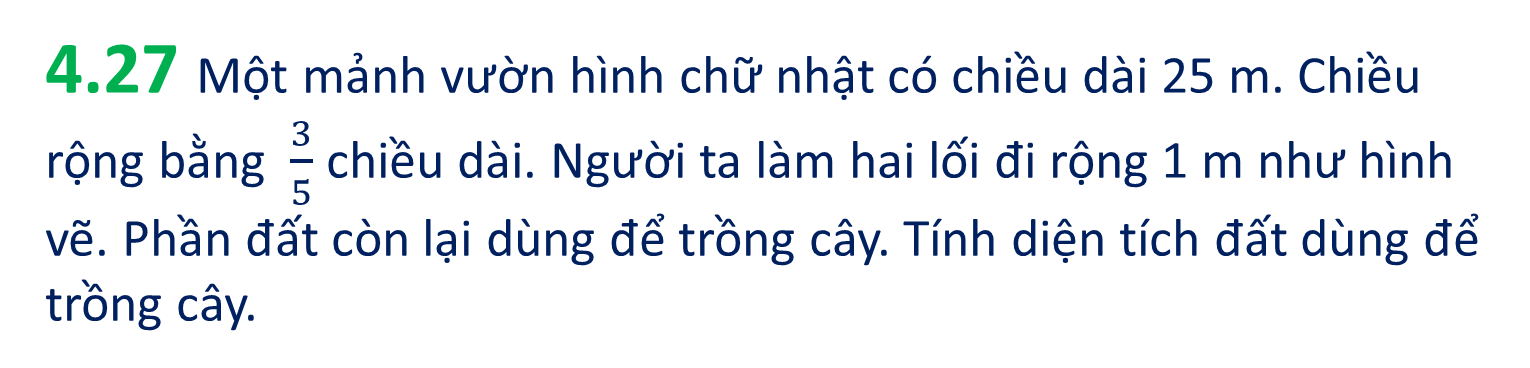 4.27 Một mảnh vườn hình chữ nhật có chiều dài 25 m. Chiều
rộng bằng 3/5 chiều dài. Người ta làm hai lối đi rộng 1 m như hình
vẽ. Phần đất còn lại dùng để trồng cây. Tính diện tích đất dùng để
trồng cây.